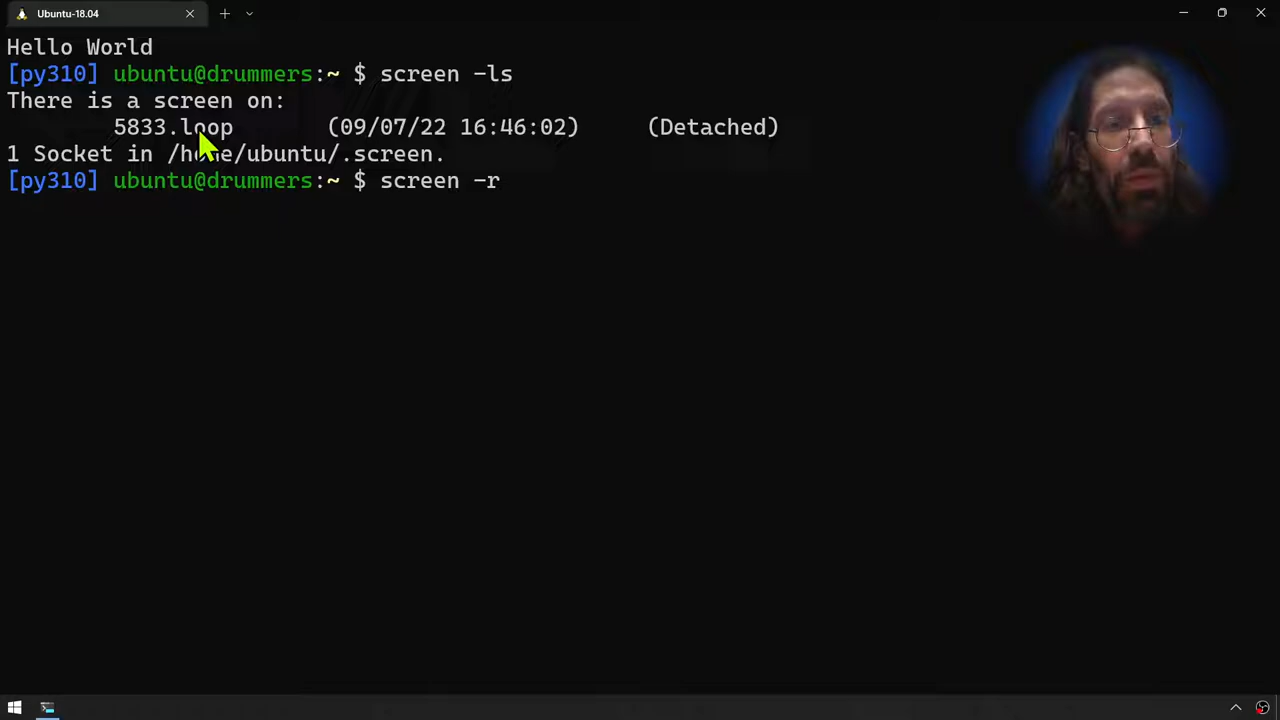 Ubuntu-18.04
Hello World
[py310] ubuntu@drummers:~ $ screen -ls
There is a screen on:
5833.loop (09/07/22 16:46:02) (Detached)
1 Socket in /home/ubuntu/.screen.
[py310] ubuntu@drummers:~ $ screen -r